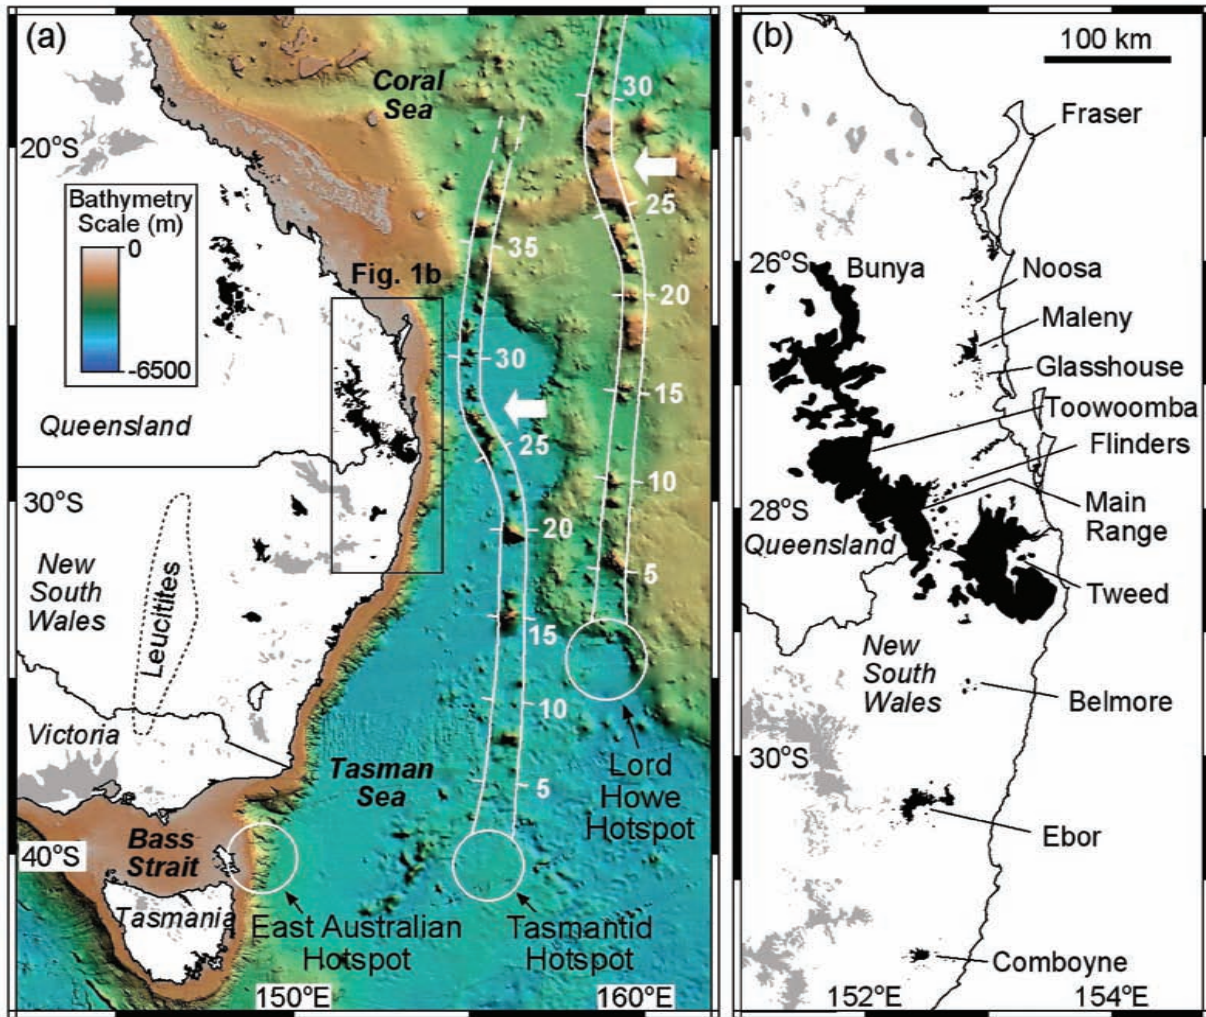 (a)
Coral
Sea
30
20°S
25
Bathymetry
Scale (m)
0
-6500
35
Fig. 1b
20
30
15
Queensland
25
10
30°S
20
New
South
Wales
Leucitites
5
15
10
Victoria
Tasman
Sea
Lord
Howe
Hotspot
5
Bass
Strait
40°S
Tasmania
East Australian
Hotspot
Tasmantid
Hotspot
150°E
160°E
(b)
100 km
Fraser
26°S
Bunya
Noosa
Maleny
Glasshouse
Toowoomba
Flinders
28°S
Main
Range
Queensland
Tweed
New
South
Wales
Belmore
30°S
Ebor
Comboyne
152°E
154°E